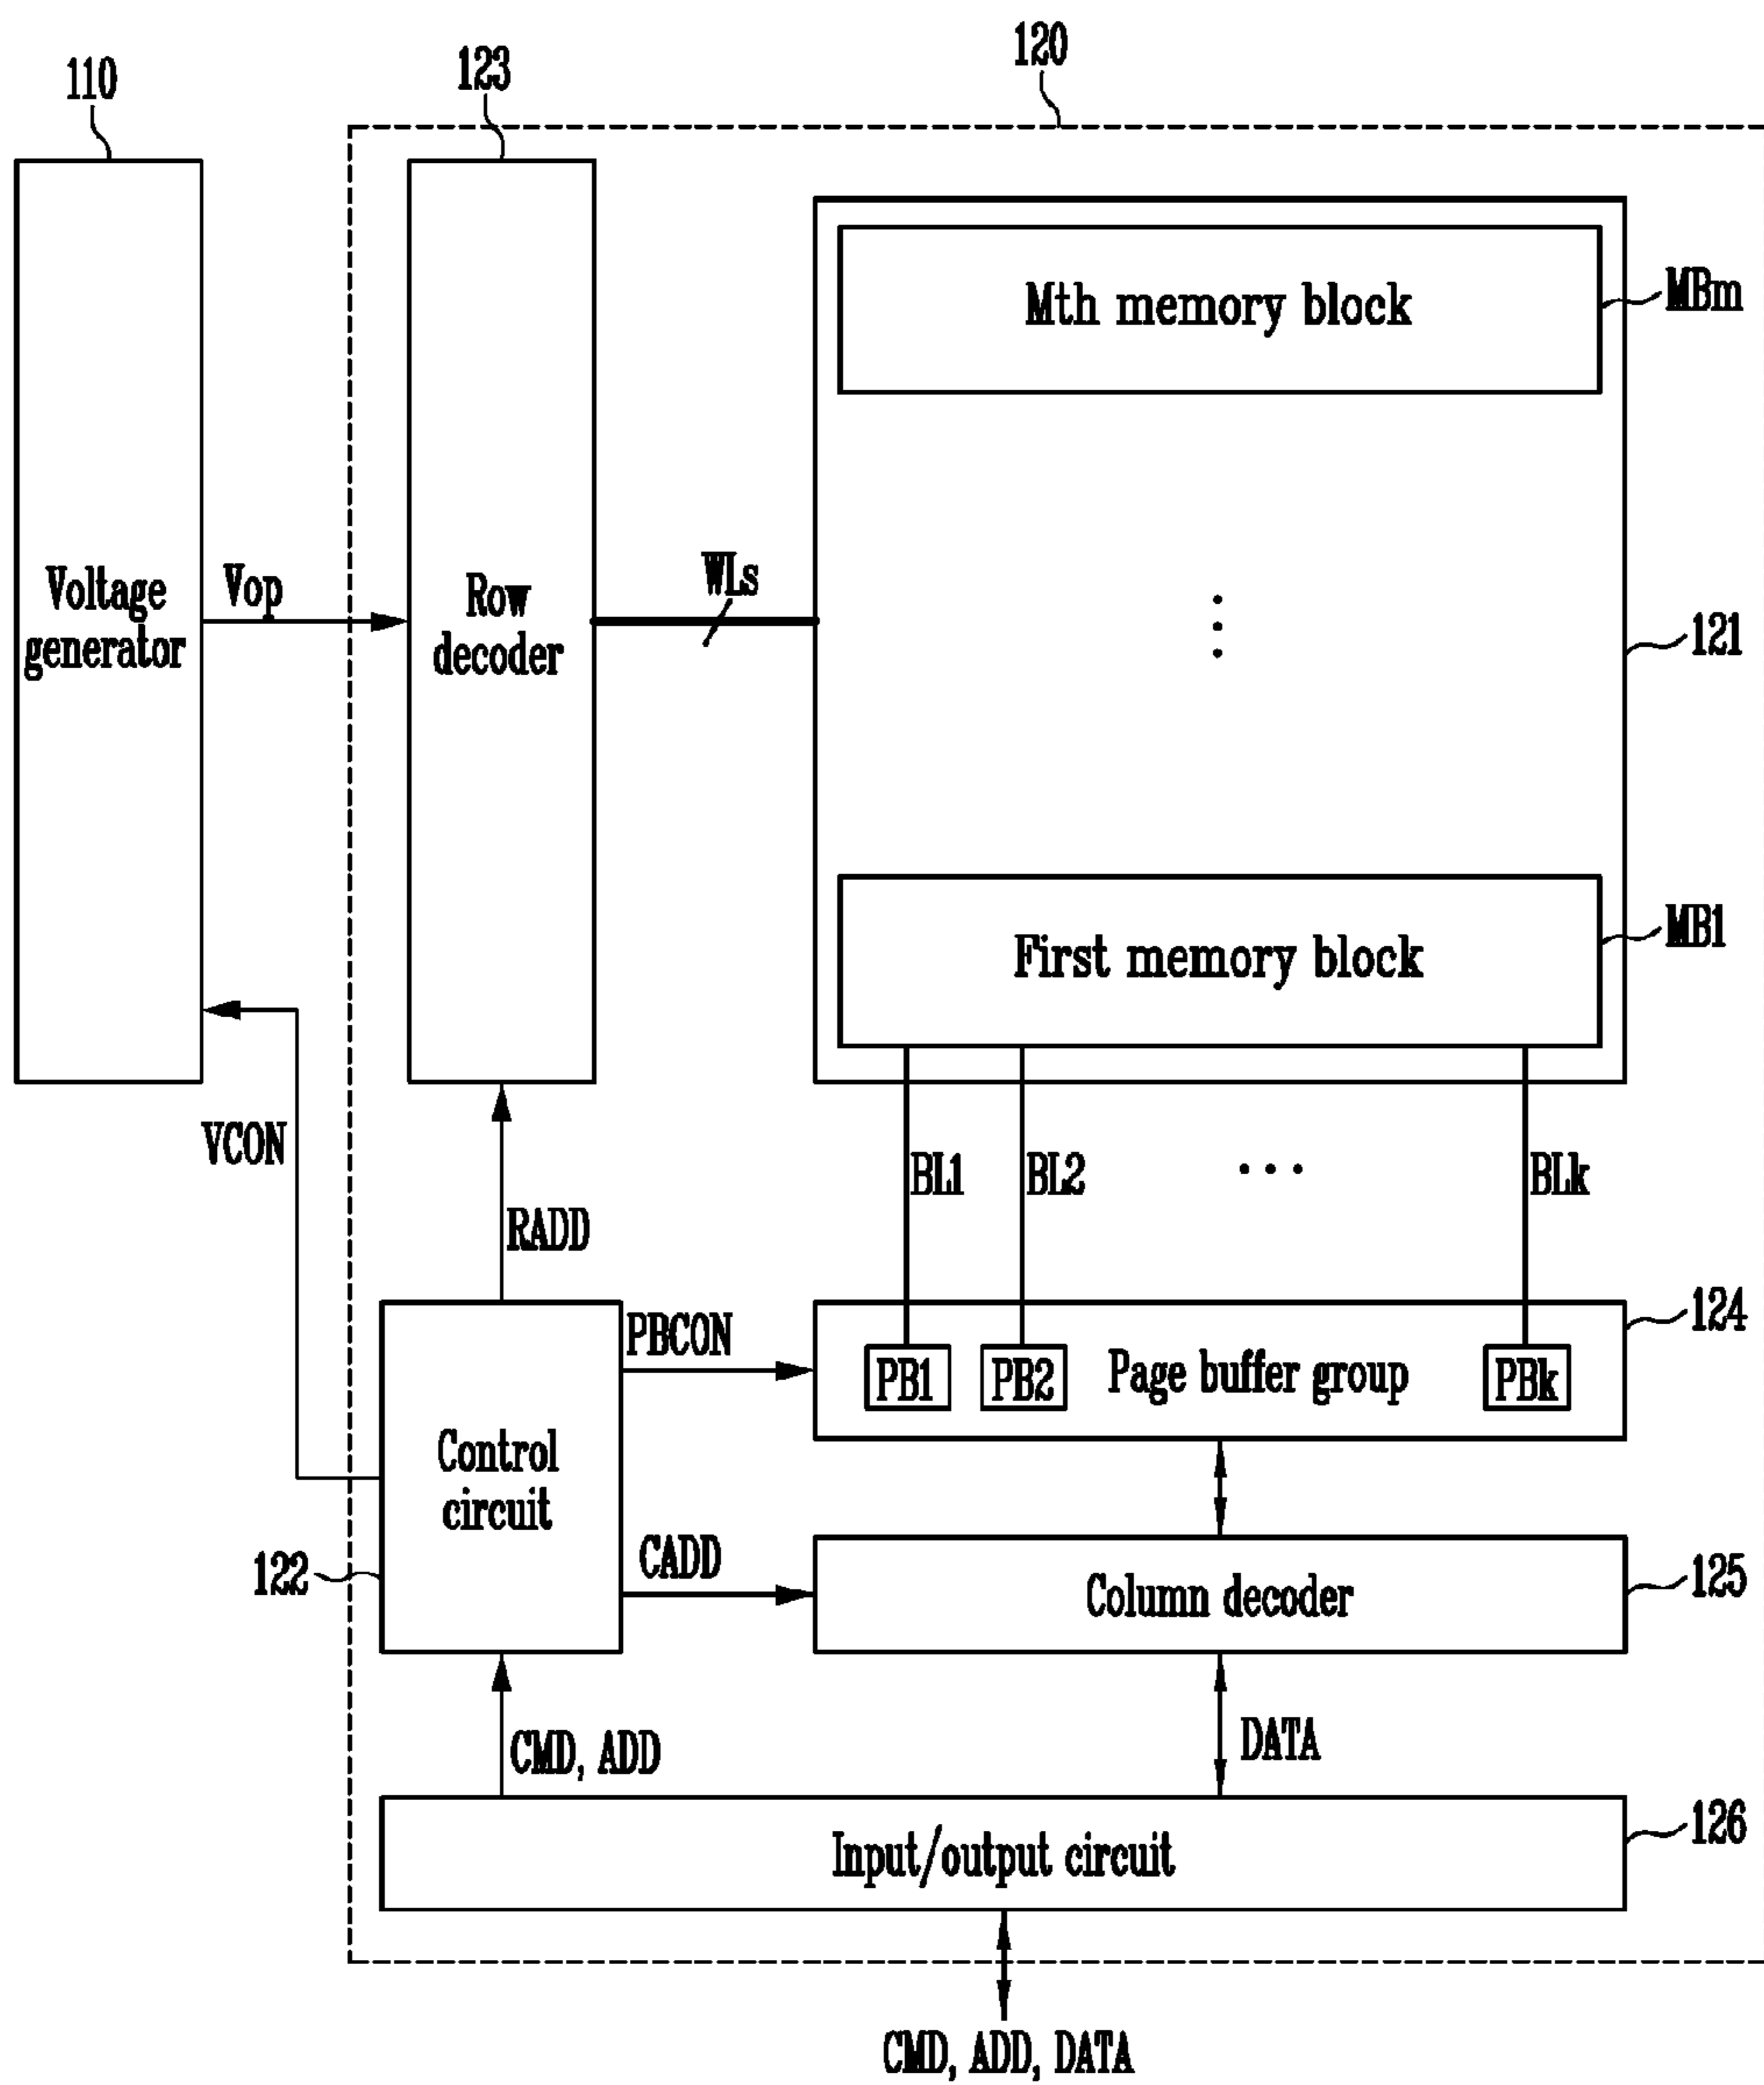 120
123
110
Mth memory block
MBm
Voltage
generator
Vop
Row
decoder
WLs
121
First memory block
MB1
VCON
RADD
BL1
BL2
BLk
PBCON
124
PB1
PB2
Page buffer group
PBk
Control
circuit
122
CADD
Column decoder
125
CMD, ADD
DATA
Input/output circuit
126
CMD, ADD, DATA